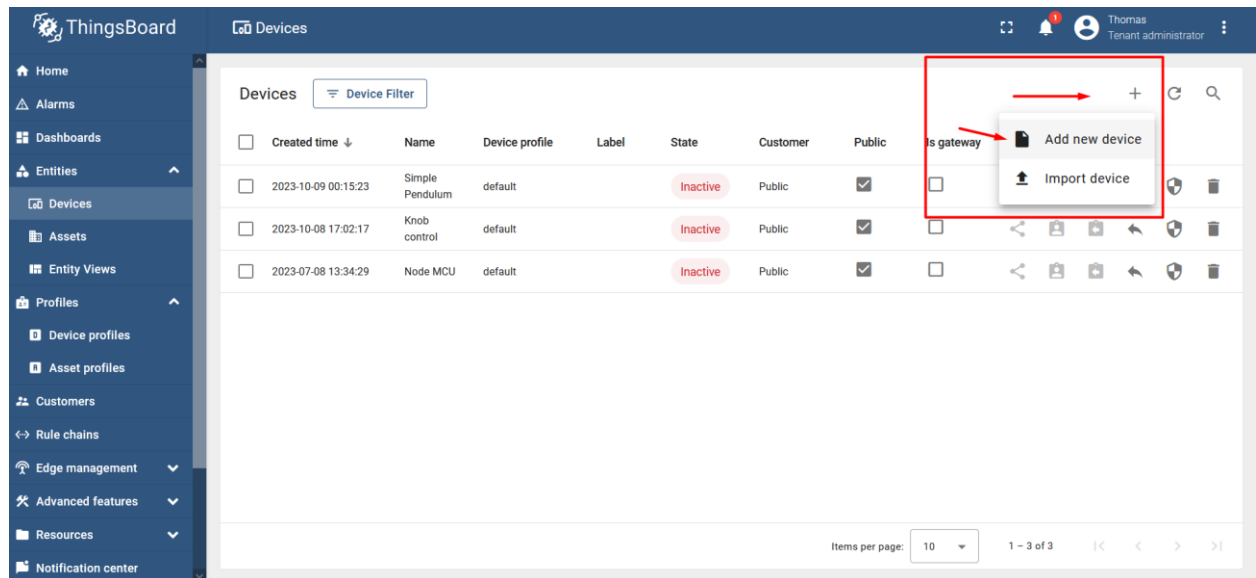 ThingsBoard
Devices
1
Thomas
Tenant administrator
Home
Alarms
Dashboards
Entities
Devices
Assets
Entity Views
Profiles
Device profiles
Asset profiles
Customers
Rule chains
Edge management
Advanced features
Resources
Notification center
Devices
Device Filter
Created time Name Device profile Label State Customer Public Is gateway
Add new device
Import device
2023-10-09 00:15:23 Simple Pendulum default Inactive Public
2023-10-08 17:02:17 Knob control default Inactive Public
2023-07-08 13:34:29 Node MCU default Inactive Public
Items per page: 10 1 – 3 of 3